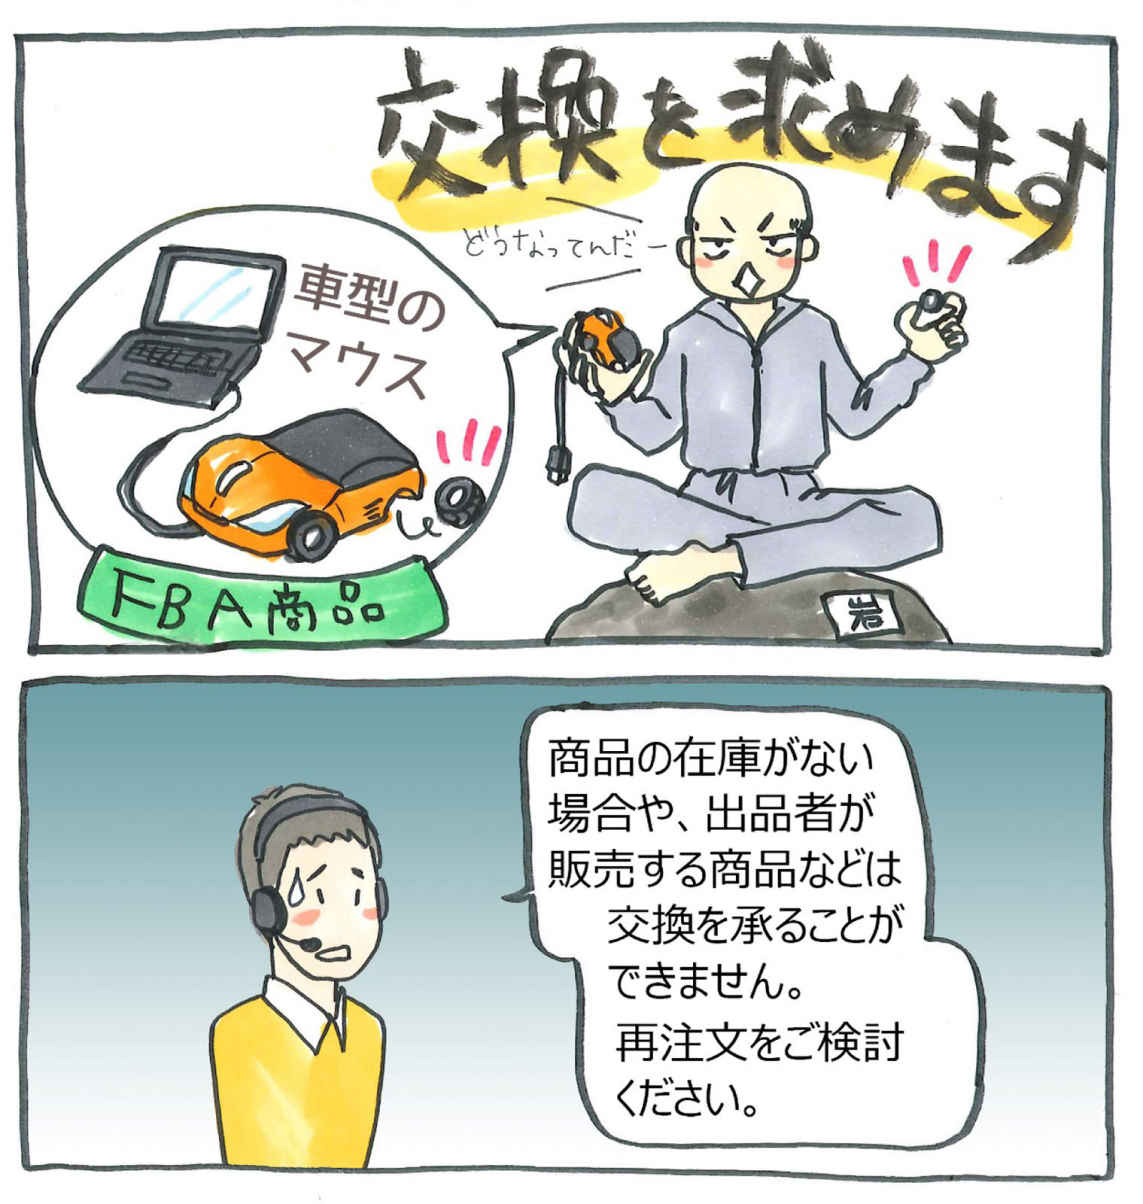 交換を求めます
どうなってんだー
車型の
マウス
FBA商品
岩
商品の在庫がない
場合や、出品者が
販売する商品などは
交換を承ることが
できません。
再注文をご検討
ください。